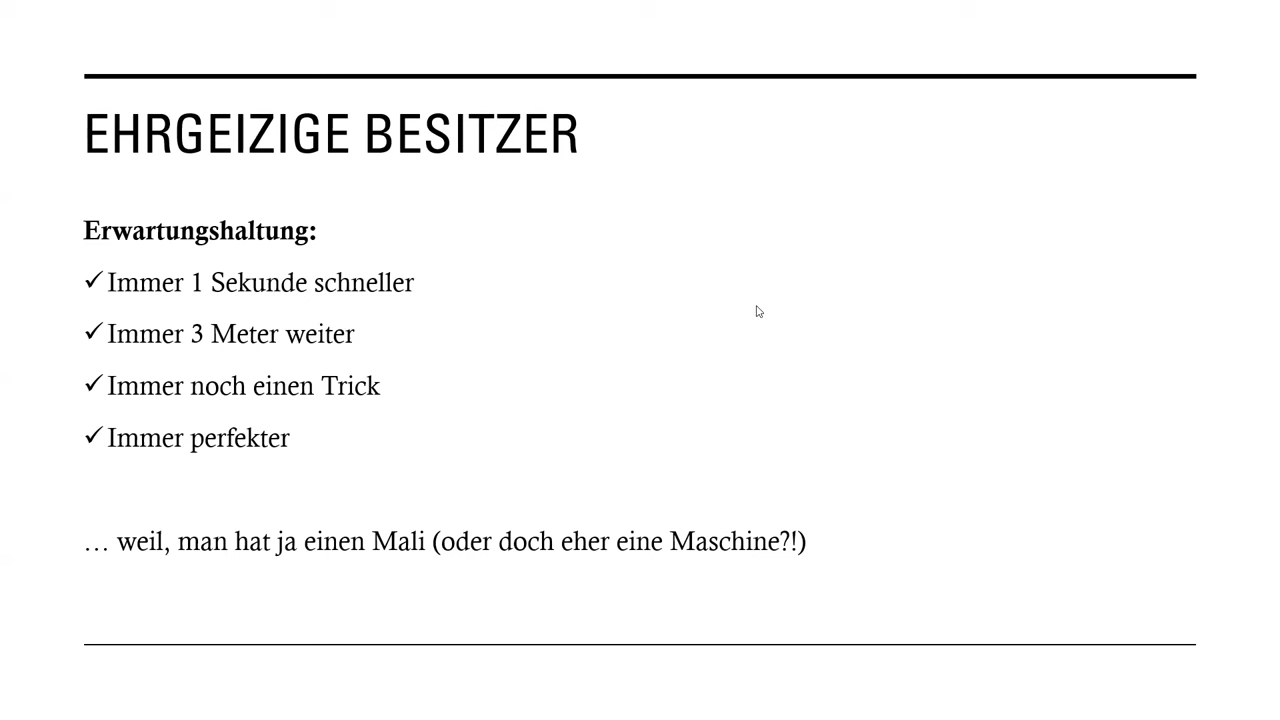 EHRGEIZIGE BESITZER
Erwartungshaltung:
✓ Immer 1 Sekunde schneller
✓ Immer 3 Meter weiter
✓ Immer noch einen Trick
✓ Immer perfekter
… weil, man hat ja einen Mali (oder doch eher eine Maschine?!)